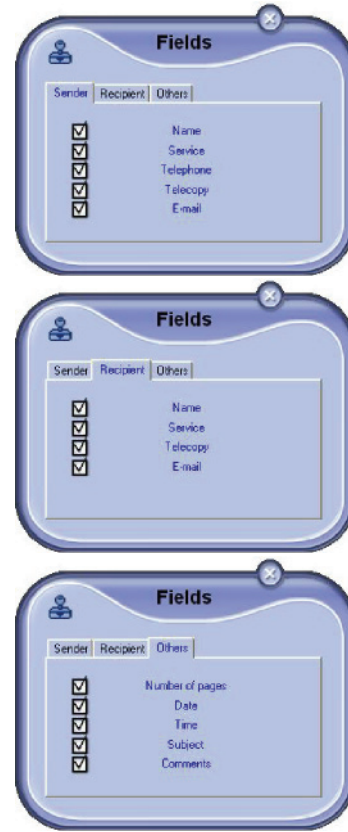 Fields
Sender Recipient Others
Name
Service
Telephone
Telecopy
E-mail
Fields
Sender Recipient Others
Name
Service
Telecopy
E-mail
Fields
Sender Recipient Others
Number of pages
Date
Time
Subject
Comments